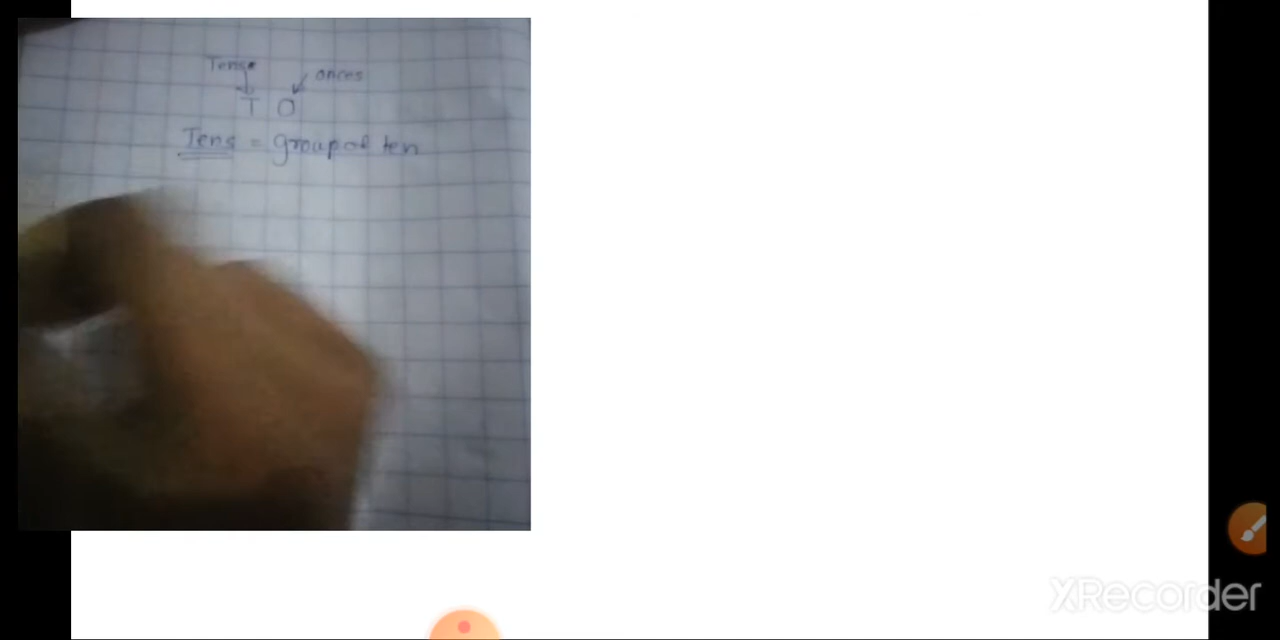 Tense onces
T O
Tens = group of ten
XRecorder